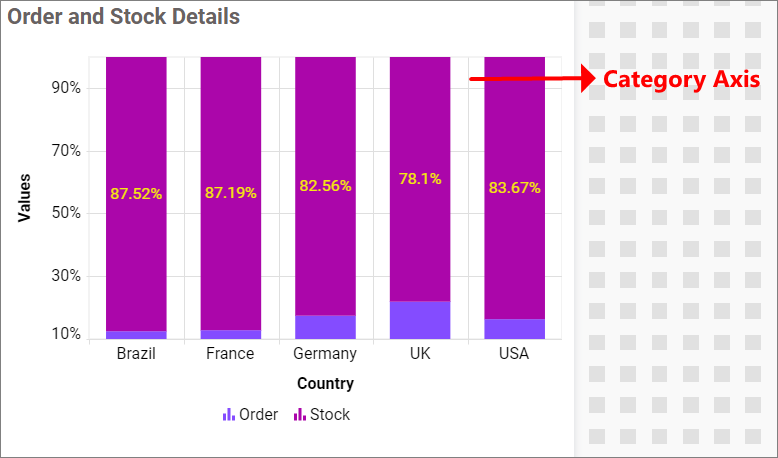 Order and Stock Details
90%
Category Axis
70%
87.52% 87.19% 82.56% 78.1% 83.67%
Values
50%
30%
10%
Brazil France Germany UK USA
Country
Order Stock